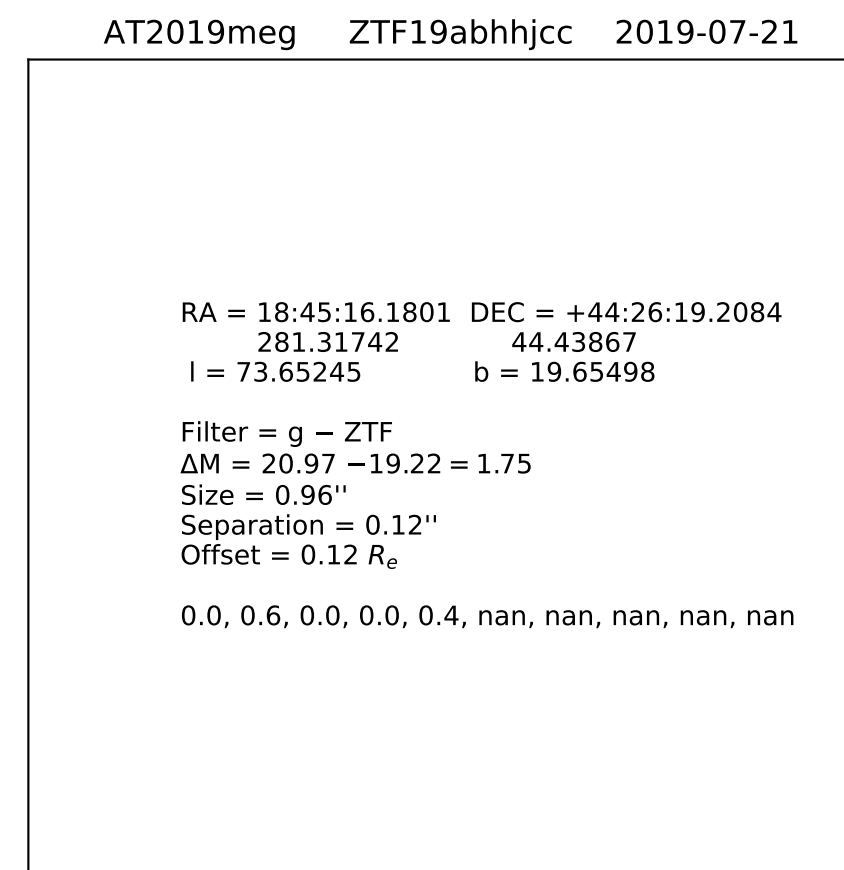 AT2019meg ZTF19abhhjcc 2019-07-21
RA = 18:45:16.1801 DEC = +44:26:19.2084
281.31742 44.43867
l = 73.65245 b = 19.65498
Filter = g − ZTF
ΔM = 20.97 −19.22 = 1.75
Size = 0.96''
Separation = 0.12''
Offset = 0.12 Rₑ
0.0, 0.6, 0.0, 0.0, 0.4, nan, nan, nan, nan, nan